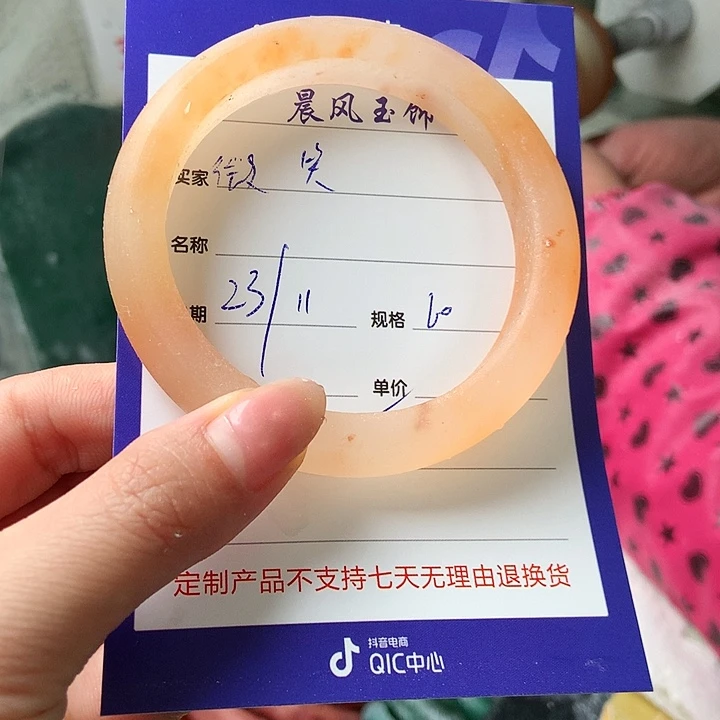 晨风玉饰
买家 微笑
名称
期 23/11 规格 60
单价
定制产品不支持七天无理由退换货
抖音电商
QIC中心